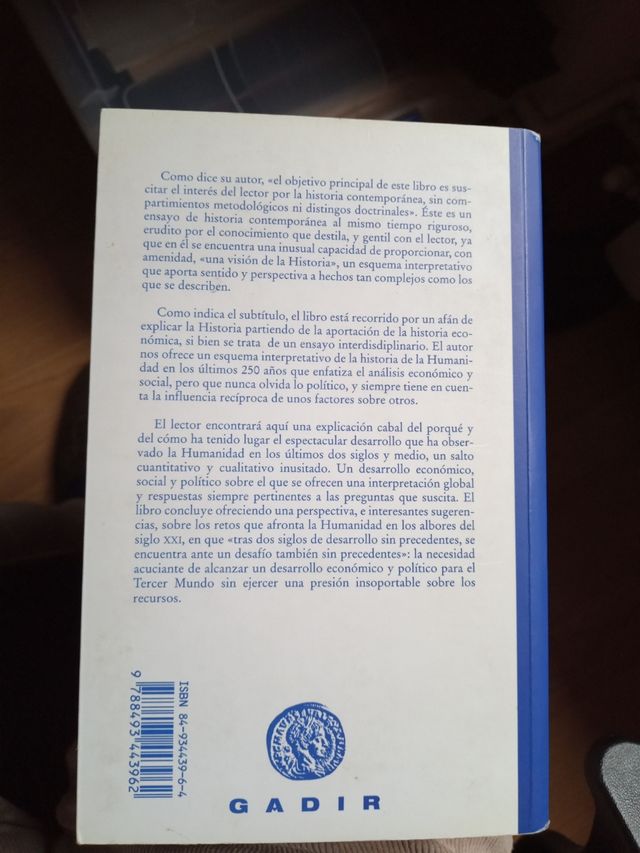 Como dice su autor, «el objetivo principal de este libro es sus-
citar el interés del lector por la historia contemporánea, sin com-
partimientos metodológicos ni distingos doctrinales». Éste es un
ensayo de historia contemporánea al mismo tiempo riguroso,
erudito por el conocimiento que destila, y gentil con el lector, ya
que en él se encuentra una inusual capacidad de proporcionar, con
amenidad, «una visión de la Historia», un esquema interpretativo
que aporta sentido y perspectiva a hechos tan complejos como los
que se describen.
Como indica el subtítulo, el libro está recorrido por un afán de
explicar la Historia partiendo de la aportación de la historia eco-
nómica, si bien se trata de un ensayo interdisdiplinario. El autor
nos ofrece un esquema interpretativo de la historia de la Humani-
dad en los últimos 250 años que enfatiza el análisis económico y
social, pero que nunca olvida lo político, y siempre tiene en cuen-
ta la influencia recíproca de unos factores sobre otros.
El lector encontrará aquí una explicación cabal del porqué y
del cómo ha tenido lugar el espectacular desarrollo que ha obser-
vado la Humanidad en los últimos dos siglos y medio, un salto
cuantitativo y cualitativo inusitado. Un desarrollo económico,
social y político sobre el que se ofrecen una interpretación global
y respuestas siempre pertinentes a las preguntas que suscita. El
libro concluye ofreciendo una perspectiva, e interesantes sugeren-
cias, sobre los retos que afronta la Humanidad en los albores del
siglo XXI, en que «tras dos siglos de desarrollo sin precedentes, se
encuentra ante un desafío también sin precedentes»: la necesidad
acuciante de alcanzar un desarrollo económico y político para el
Tercer Mundo sin ejercer una presión insoportable sobre los
recursos.
ISBN 84-934439-6-4
9 788493 443962
GADIR